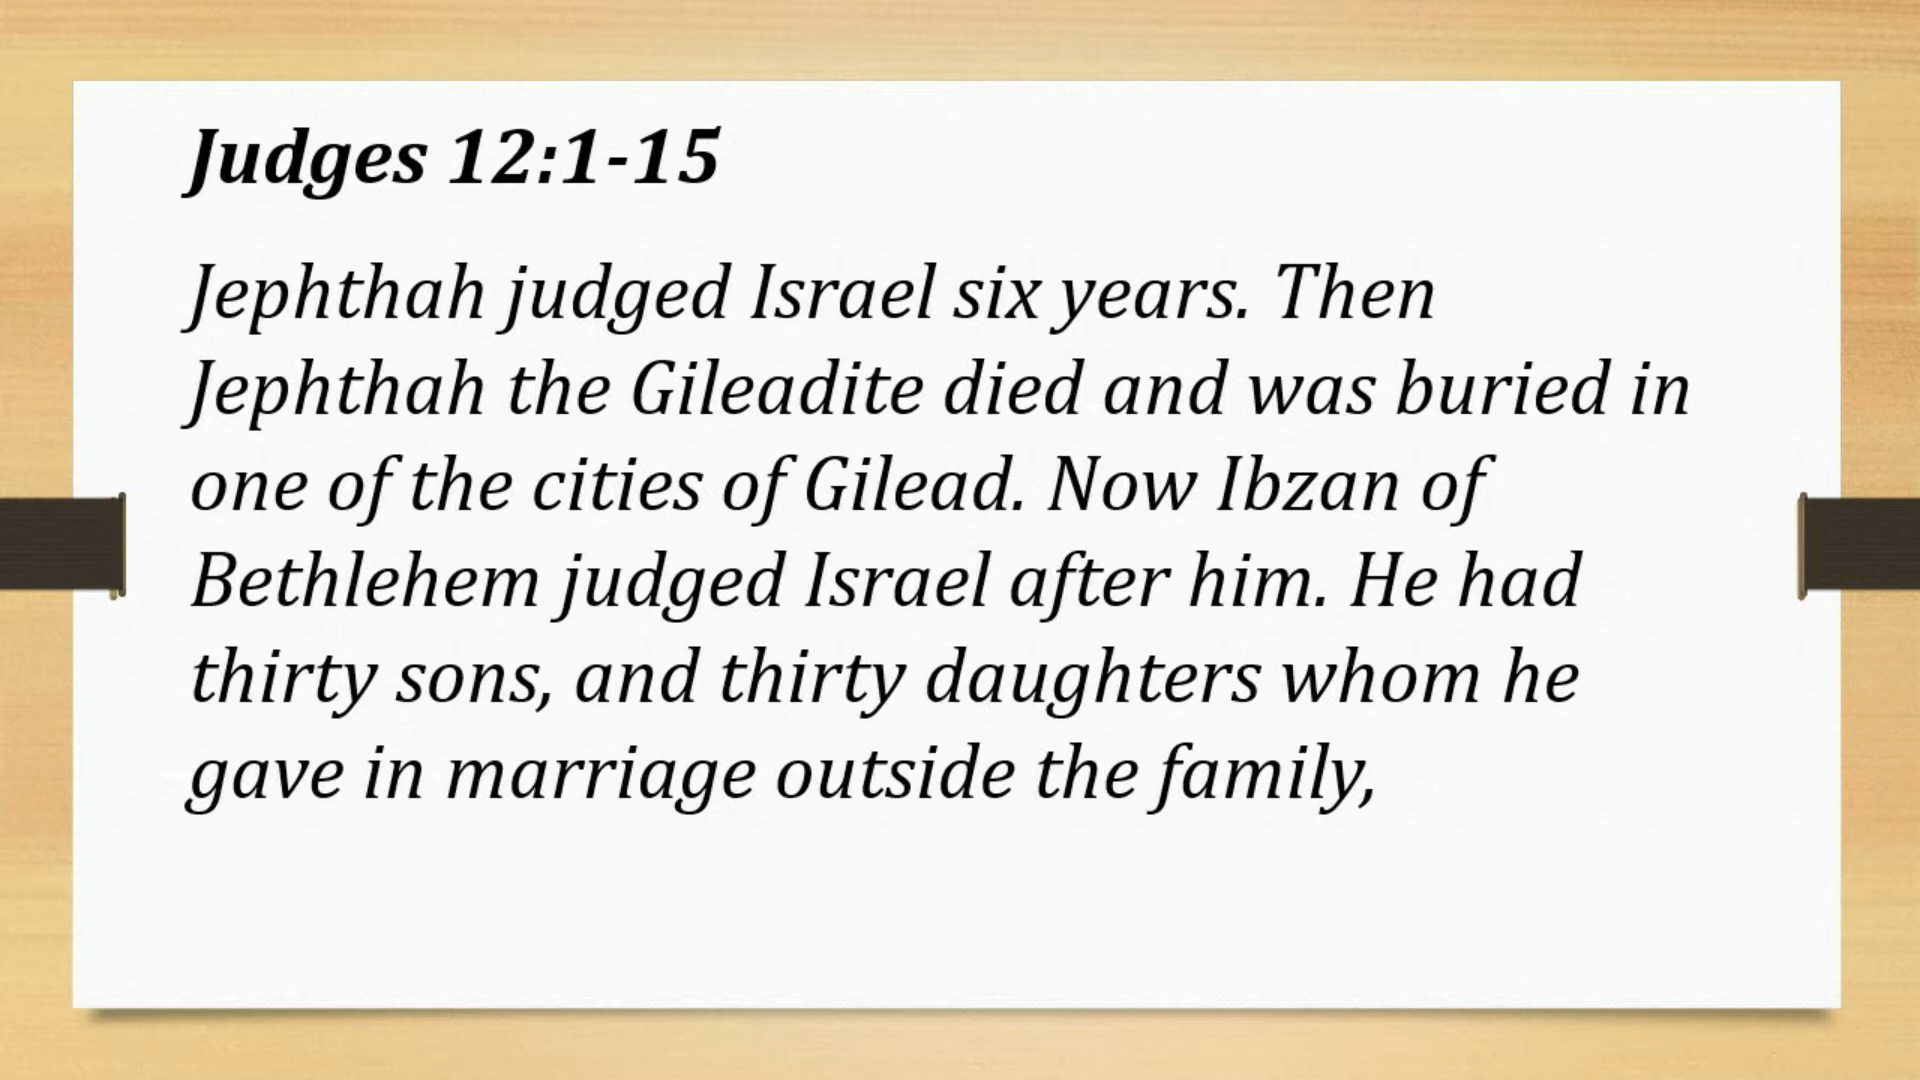 Judges 12:1-15
Jephthah judged Israel six years. Then
Jephthah the Gileadite died and was buried in
one of the cities of Gilead. Now Ibzan of
Bethlehem judged Israel after him. He had
thirty sons, and thirty daughters whom he
gave in marriage outside the family,